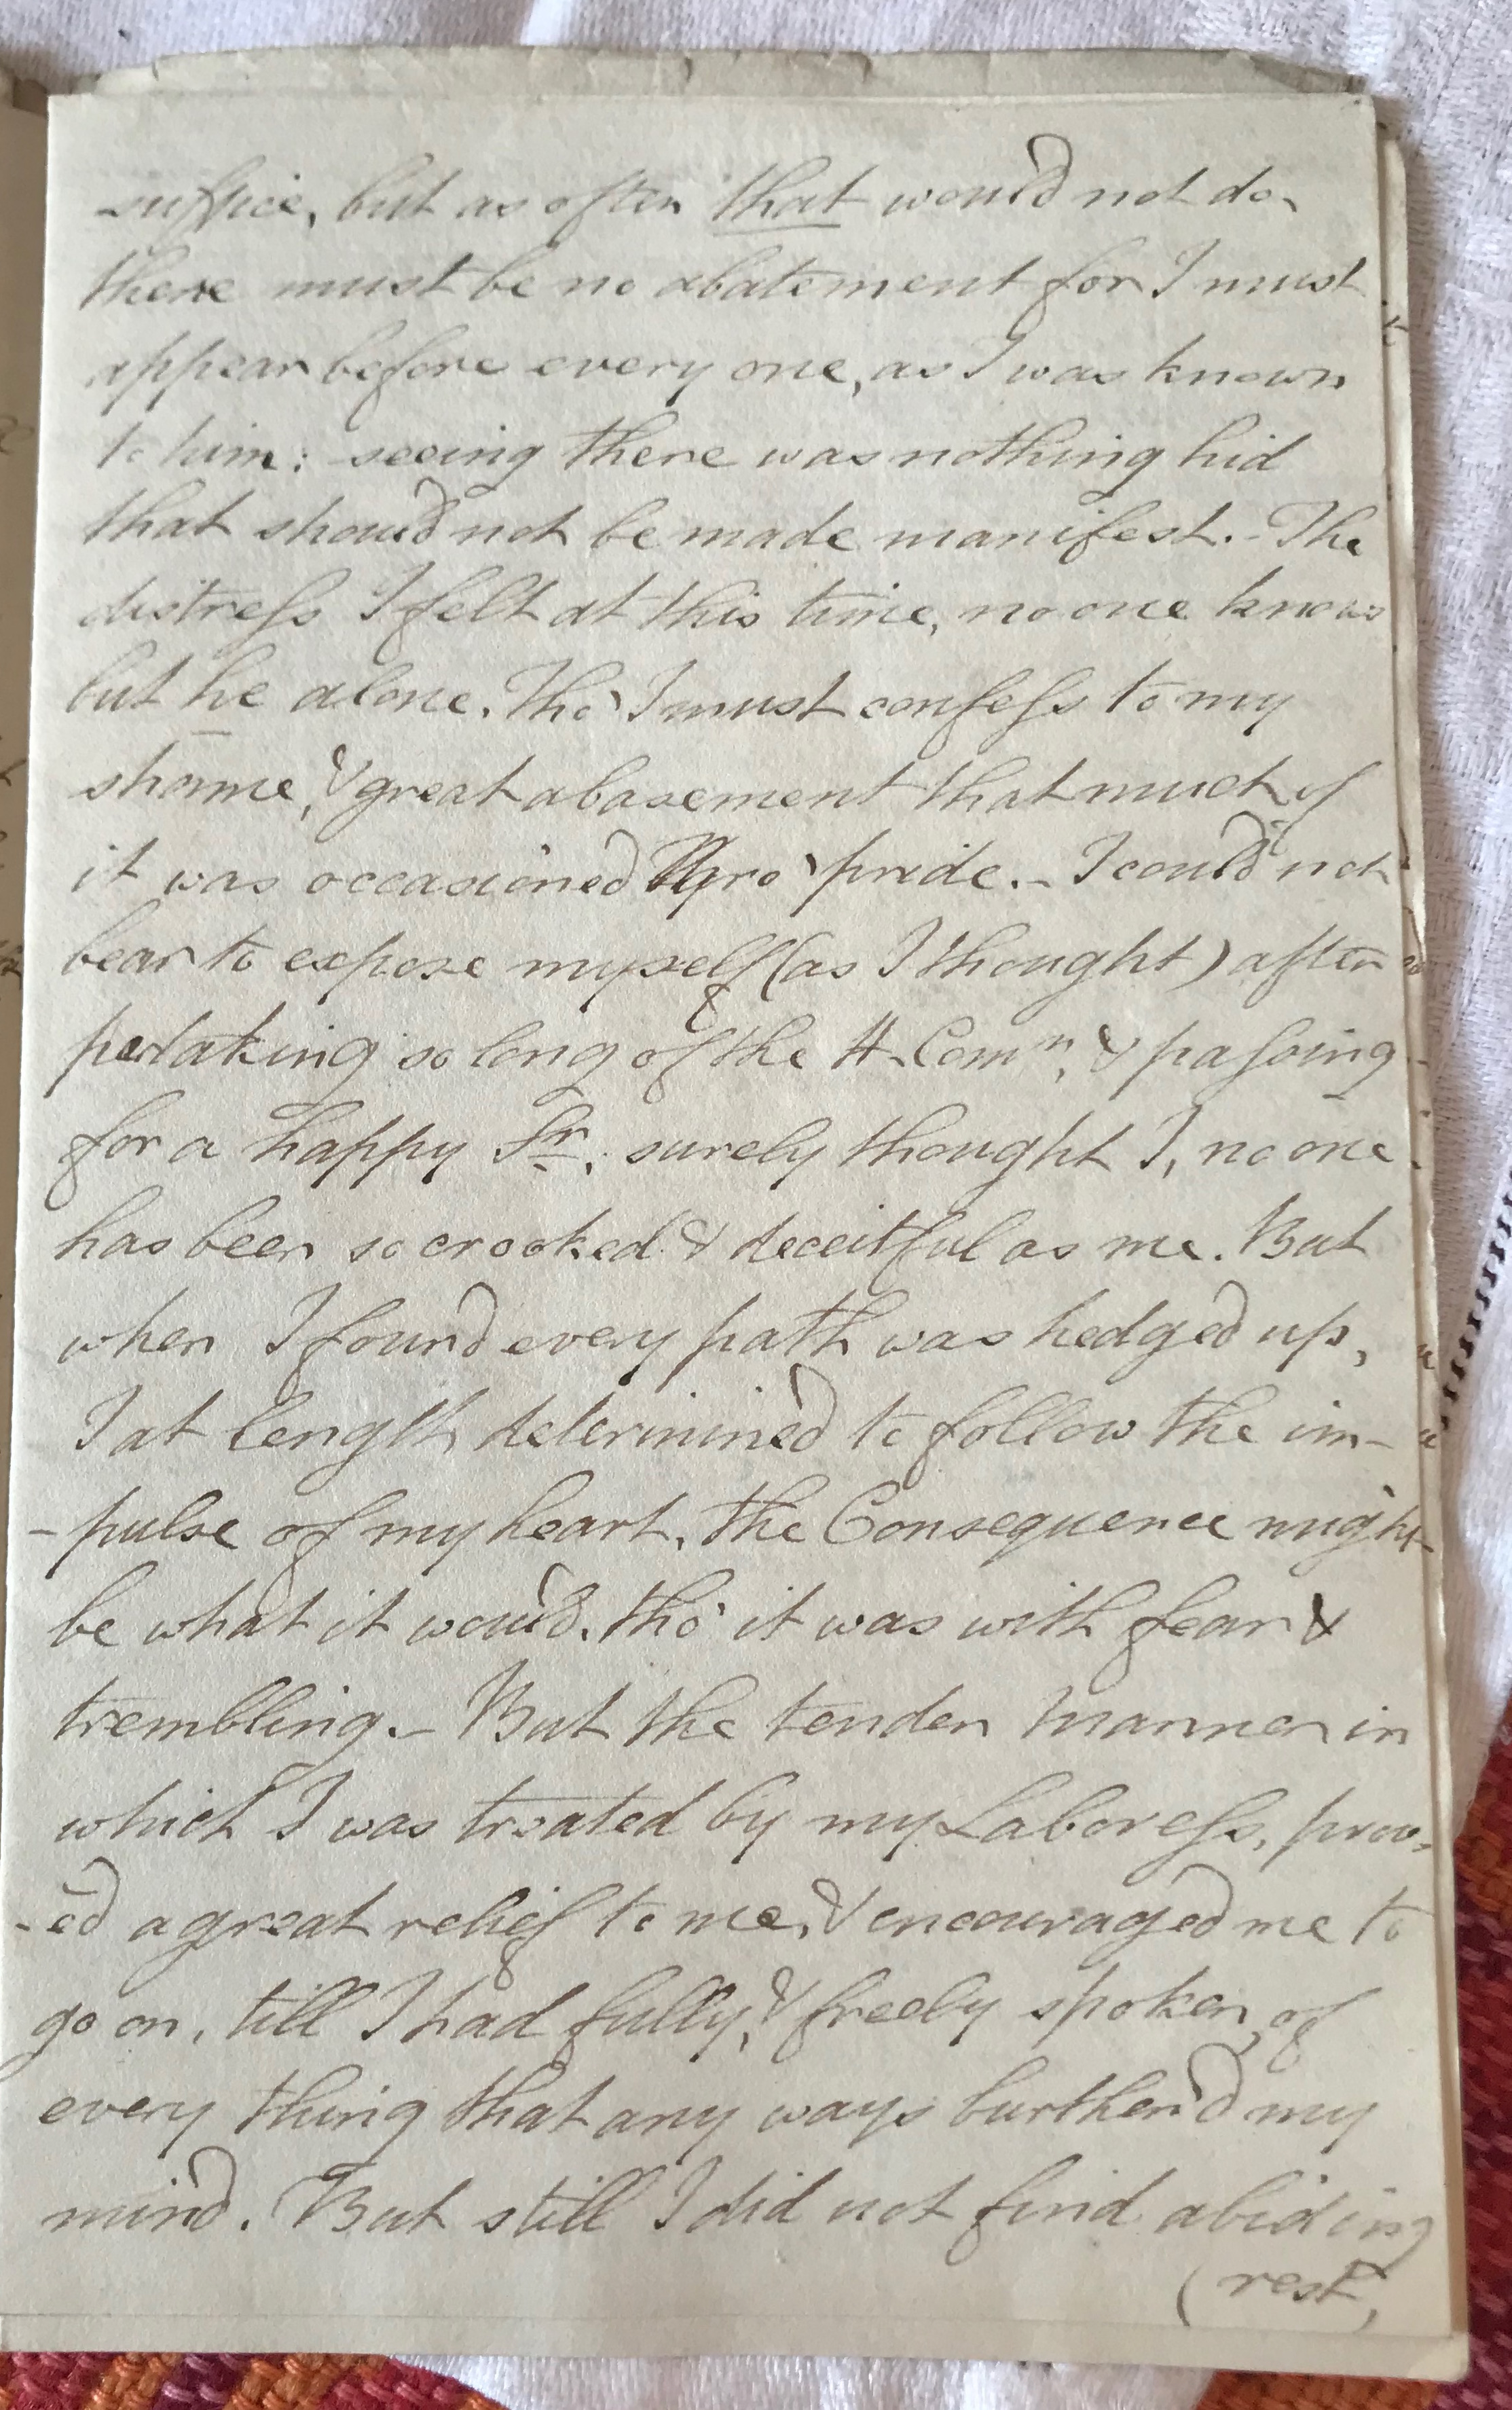 suffice, but as often that would not do,
there must be no abatement for I must
appear before every one, as I was known
to him: seeing there was nothing hid
that should not be made manifest. - The
distress I felt at this time, no one knows
but he alone. Tho' I must confess to my
shame, & great abasement that much of
it was occasioned thro' pride. - I could not
bear to expose myself (as I thought) after
partaking so long of the H. Comn, & passing
for a happy Sr. surely thought I, no one
has been so crooked & deceitful as me. But
when I found every path was hedged up,
I at length determined to follow the im-
-pulse of my heart, the Consequence might
be what it would. tho' it was with fear &
trembling. - But the tender manner in
which I was treated by my Laboress, prov-
-ed a great relief to me, & encouraged me to
go on, till I had fully, & freely spoken, of
every thing that any ways burthen'd my
mind. But still I did not find abiding
(rest,